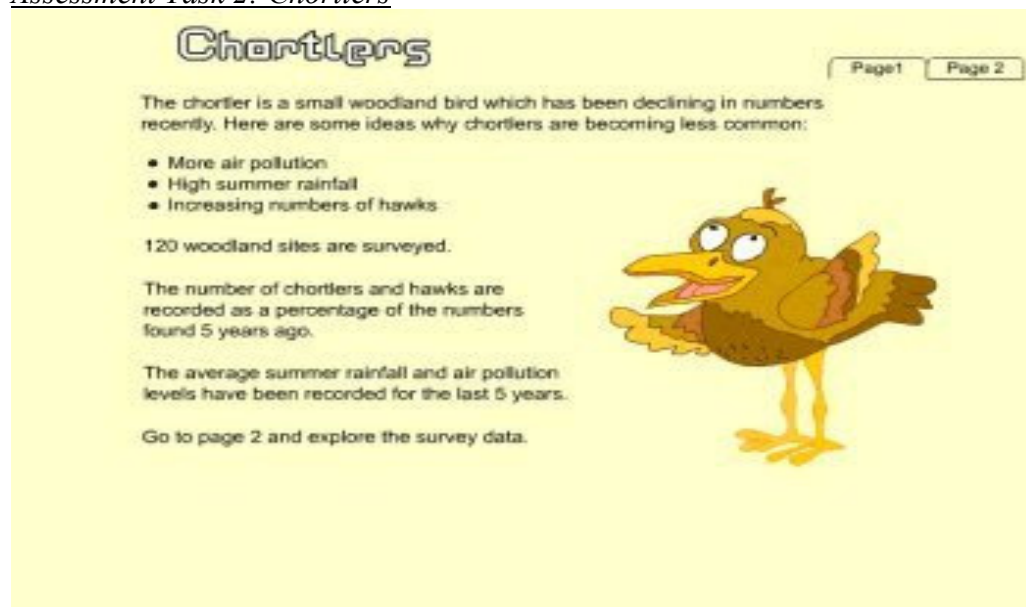 Assessment Task 2: Chortlers
Chortlers
Page1 Page 2
The chortler is a small woodland bird which has been declining in numbers
recently. Here are some ideas why chortlers are becoming less common:
• More air pollution
• High summer rainfall
• Increasing numbers of hawks
120 woodland sites are surveyed.
The number of chortlers and hawks are
recorded as a percentage of the numbers
found 5 years ago.
The average summer rainfall and air pollution
levels have been recorded for the last 5 years.
Go to page 2 and explore the survey data.